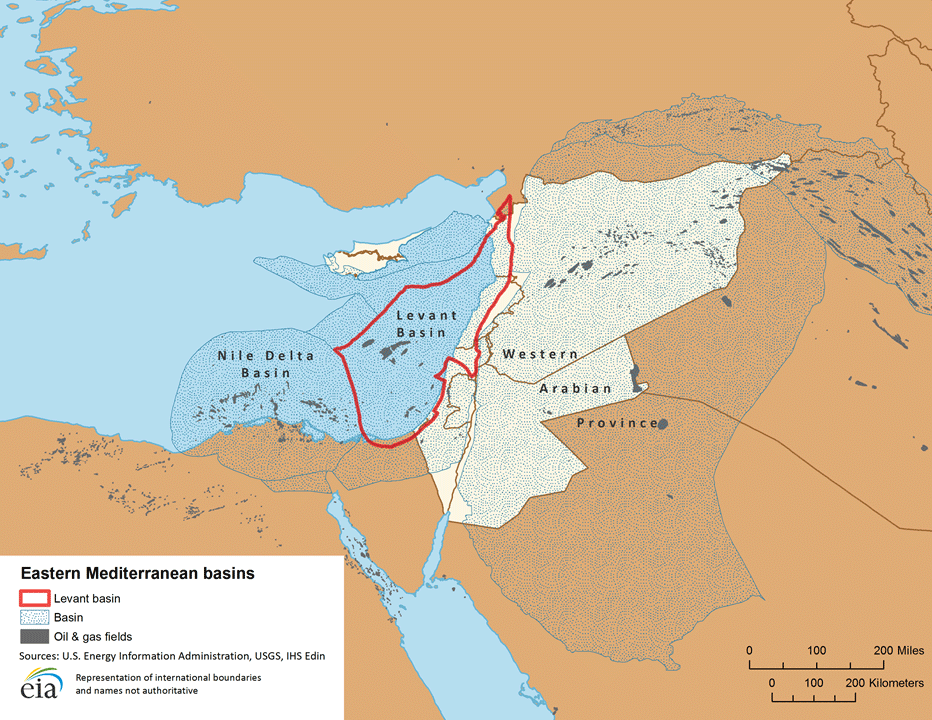 Levant
Basin
Nile Delta
Basin
Western
Arabian
Province
Eastern Mediterranean basins
Levant basin
Basin
Oil & gas fields
Sources: U.S. Energy Information Administration, USGS, IHS Edin
eia
Representation of international boundaries
and names not authoritative
0 100 200 Miles
0 100 200 Kilometers